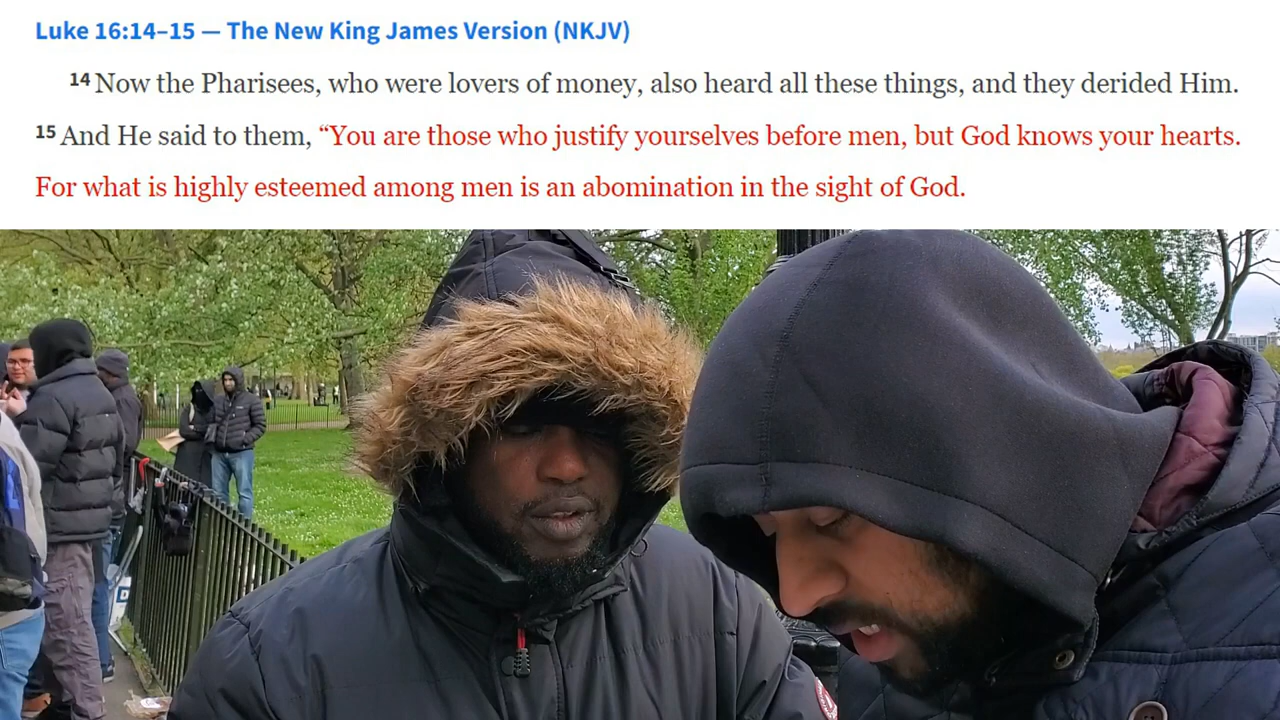 Luke 16:14–15 — The New King James Version (NKJV)
14 Now the Pharisees, who were lovers of money, also heard all these things, and they derided Him.
15 And He said to them, “You are those who justify yourselves before men, but God knows your hearts.
For what is highly esteemed among men is an abomination in the sight of God.